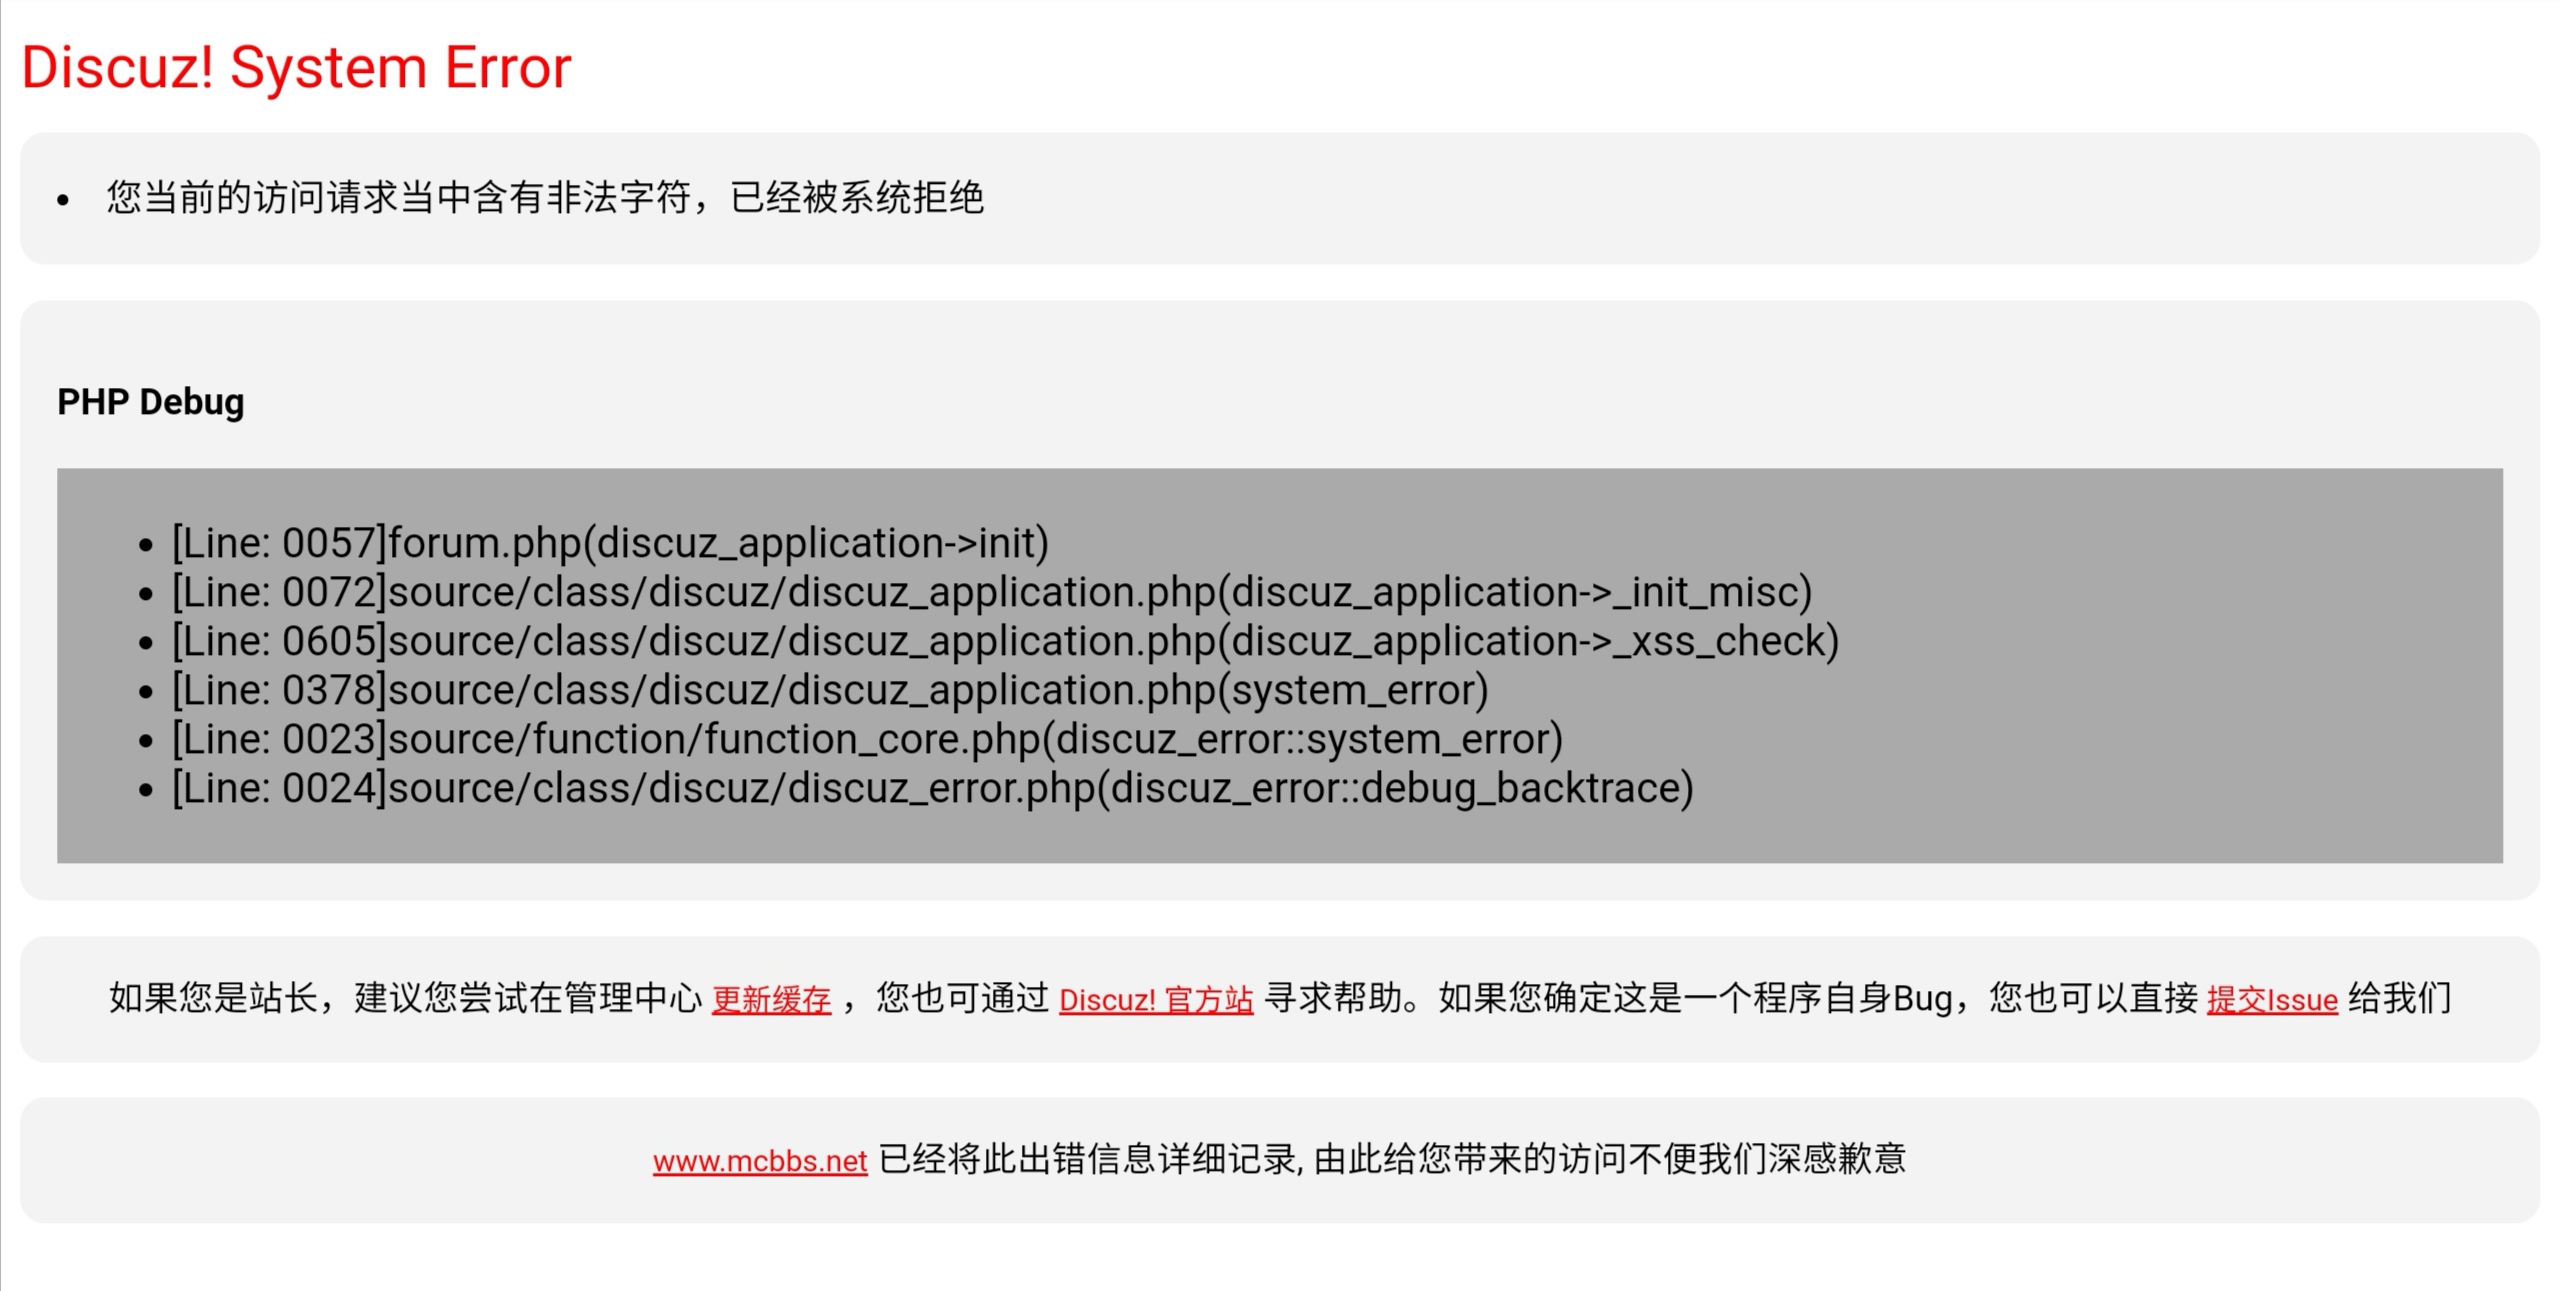 Discuz! System Error
您当前的访问请求当中含有非法字符，已经被系统拒绝
PHP Debug
[Line: 0057]forum.php(discuz_application->init)
[Line: 0072]source/class/discuz/discuz_application.php(discuz_application->_init_misc)
[Line: 0605]source/class/discuz/discuz_application.php(discuz_application->_xss_check)
[Line: 0378]source/class/discuz/discuz_application.php(system_error)
[Line: 0023]source/function/function_core.php(discuz_error::system_error)
[Line: 0024]source/class/discuz/discuz_error.php(discuz_error::debug_backtrace)
如果您是站长，建议您尝试在管理中心 更新缓存 ，您也可通过 Discuz! 官方站 寻求帮助。如果您确定这是一个程序自身Bug，您也可以直接 提交Issue 给我们
www.mcbbs.net 已经将此出错信息详细记录, 由此给您带来的访问不便我们深感歉意